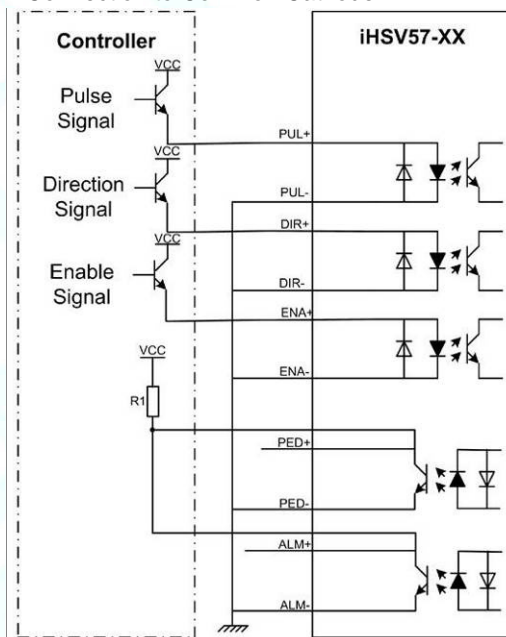 Controller
iHSV57-XX
VCC
Pulse
Signal
PUL+
VCC
Direction
Signal
PUL-
DIR+
VCC
Enable
Signal
DIR-
ENA+
VCC
ENA-
R1
PED+
PED-
ALM+
ALM-